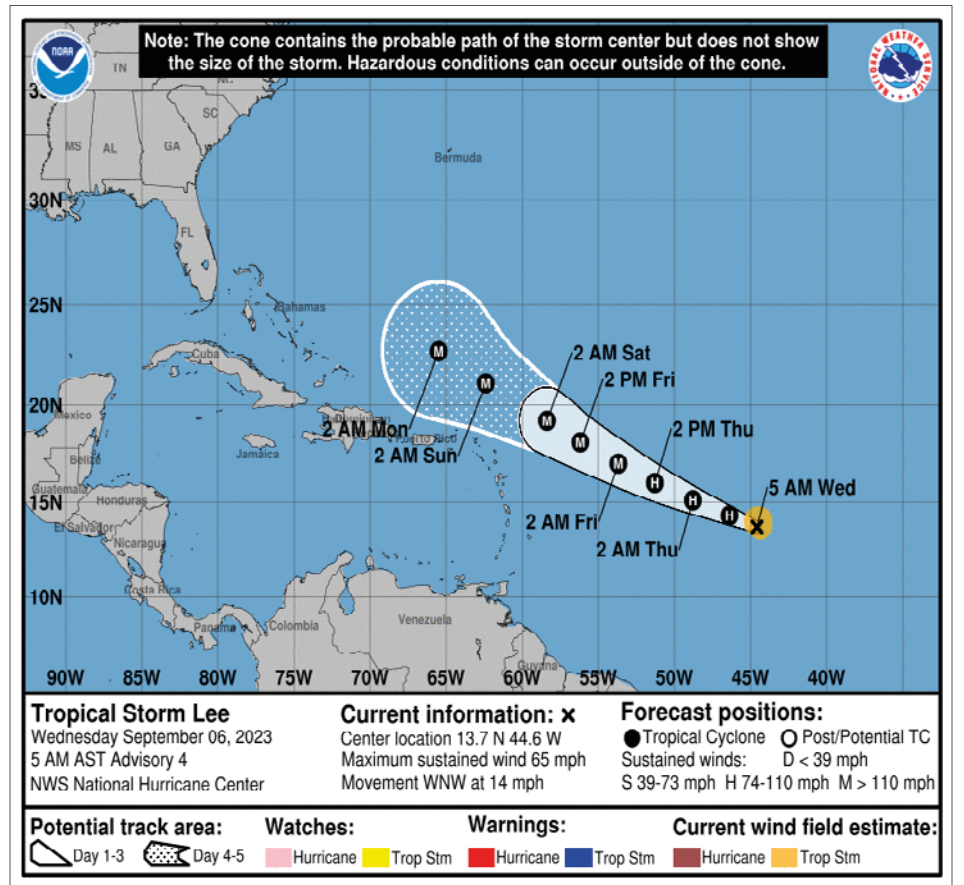 Note: The cone contains the probable path of the storm center but does not show
the size of the storm. Hazardous conditions can occur outside of the cone.
NOAA
NATIONAL WEATHER SERVICE
TN
NC
SC
MS
AL
GA
FL
Bermuda
35
30N
25N
20N
15N
10N
Bahamas
Cuba
Mexico
Jamaica
Puerto Rico
Belize
Guatemala
Honduras
El Salvador
Nicaragua
Costa Rica
Panama
Colombia
Venezuela
Guyana
2 AM Mon
2 AM Sun
2 AM Sat
2 PM Fri
2 AM Fri
2 PM Thu
2 AM Thu
5 AM Wed
M
M
M
M
M
H
H
H
90W 85W 80W 75W 70W 65W 60W 55W 50W 45W 40W
Tropical Storm Lee
Wednesday September 06, 2023
5 AM AST Advisory 4
NWS National Hurricane Center
Current information: x
Center location 13.7 N 44.6 W
Maximum sustained wind 65 mph
Movement WNW at 14 mph
Forecast positions:
Tropical Cyclone Post/Potential TC
Sustained winds: D < 39 mph
S 39-73 mph H 74-110 mph M > 110 mph
Potential track area:
Day 1-3 Day 4-5
Watches:
Hurricane Trop Stm
Warnings:
Hurricane Trop Stm
Current wind field estimate:
Hurricane Trop Stm